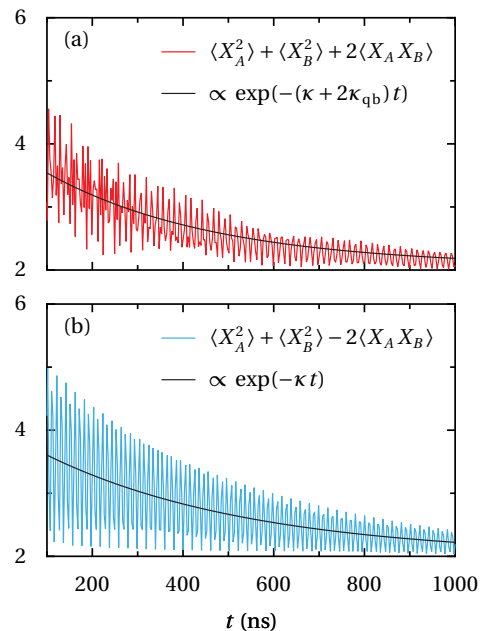 (a)
⟨X_A^2⟩ + ⟨X_B^2⟩ + 2⟨X_A X_B⟩
∝ exp(−(κ + 2κ_qb) t)
6
4
2
(b)
⟨X_A^2⟩ + ⟨X_B^2⟩ − 2⟨X_A X_B⟩
∝ exp(−κ t)
6
4
2
200 400 600 800 1000
t (ns)